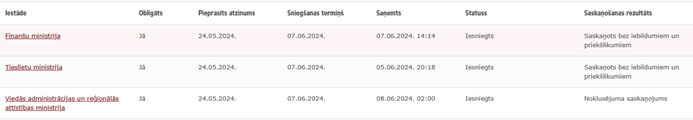 Iestāde Obligāts Pieprasīts atzinums Sniegšanas termiņš Saņemts Statuss Saskaņošanas rezultāts
Finanšu ministrija Jā 24.05.2024. 07.06.2024. 07.06.2024. 14:14 Iesniegts Saskaņots bez iebildumiem un
priekšlikumiem
Tieslietu ministrija Jā 24.05.2024. 07.06.2024. 05.06.2024. 20:18 Iesniegts Saskaņots bez iebildumiem un
priekšlikumiem
Viedās administrācijas un reģionālās Jā 24.05.2024. 07.06.2024. 08.06.2024. 02:00 Iesniegts Noklusējuma saskaņojums
attīstības ministrija